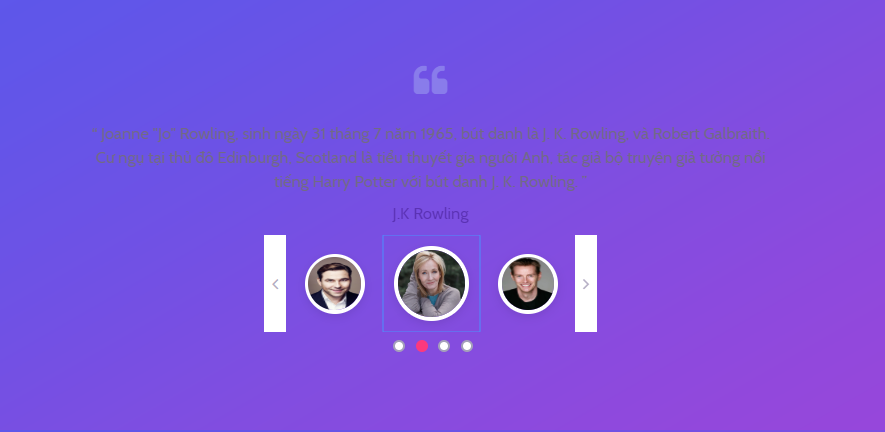 "Joanne "Jo" Rowling, sinh ngày 31 tháng 7 năm 1965, bút danh là J. K. Rowling, và Robert Galbraith.
Cư ngụ tại thủ đô Edinburgh, Scotland là tiểu thuyết gia người Anh, tác giả bộ truyện giả tưởng nổi
tiếng Harry Potter với bút danh J. K. Rowling."
J.K Rowling